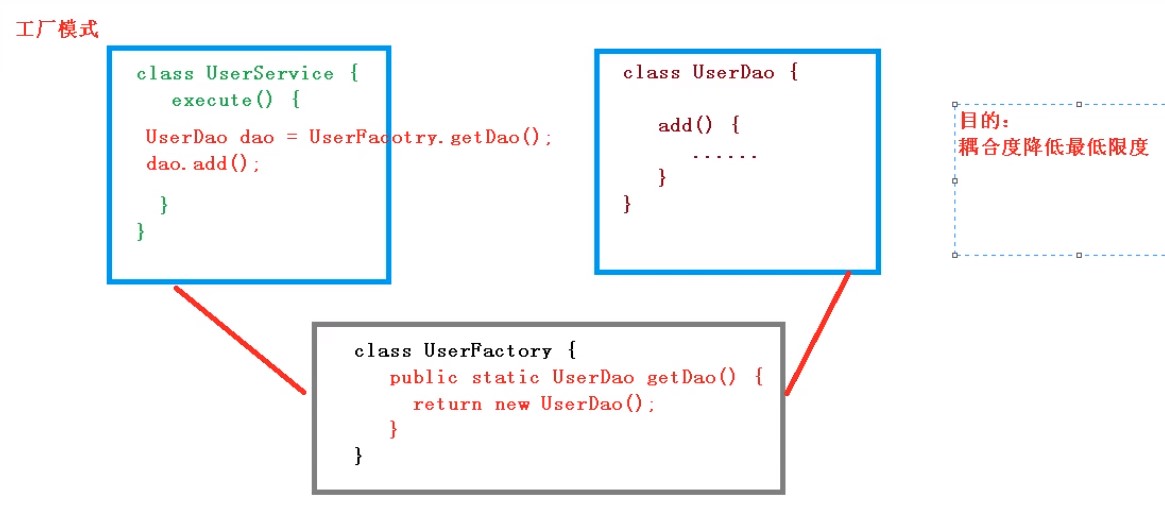 工厂模式
class UserService {
execute() {
UserDao dao = UserFacotry.getDao();
dao.add();
}
}
class UserDao {
add() {
......
}
}
目的：
耦合度降低最低限度
class UserFactory {
public static UserDao getDao() {
return new UserDao();
}
}